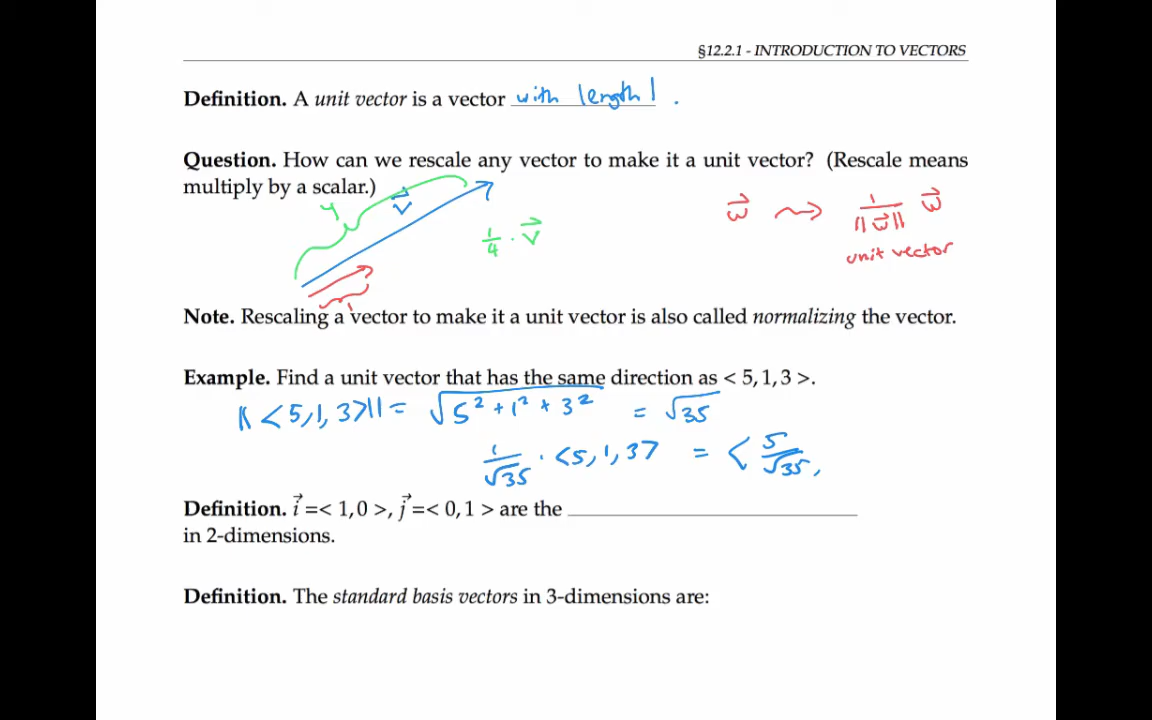 §12.2.1 - INTRODUCTION TO VECTORS
Definition. A unit vector is a vector with length 1 .
Question. How can we rescale any vector to make it a unit vector? (Rescale means
multiply by a scalar.)
4 v⃗
1/4 · v⃗
w⃗ ⇝ 1/||w⃗|| w⃗
unit vector
1
Note. Rescaling a vector to make it a unit vector is also called normalizing the vector.
Example. Find a unit vector that has the same direction as < 5, 1, 3 >.
|| <5,1,3> || = √(5² + 1² + 3²) = √35
1/√35 · <5,1,3> = < 5/√35 ,
Definition. i⃗ =< 1, 0 >, j⃗ =< 0, 1 > are the
in 2-dimensions.
Definition. The standard basis vectors in 3-dimensions are: